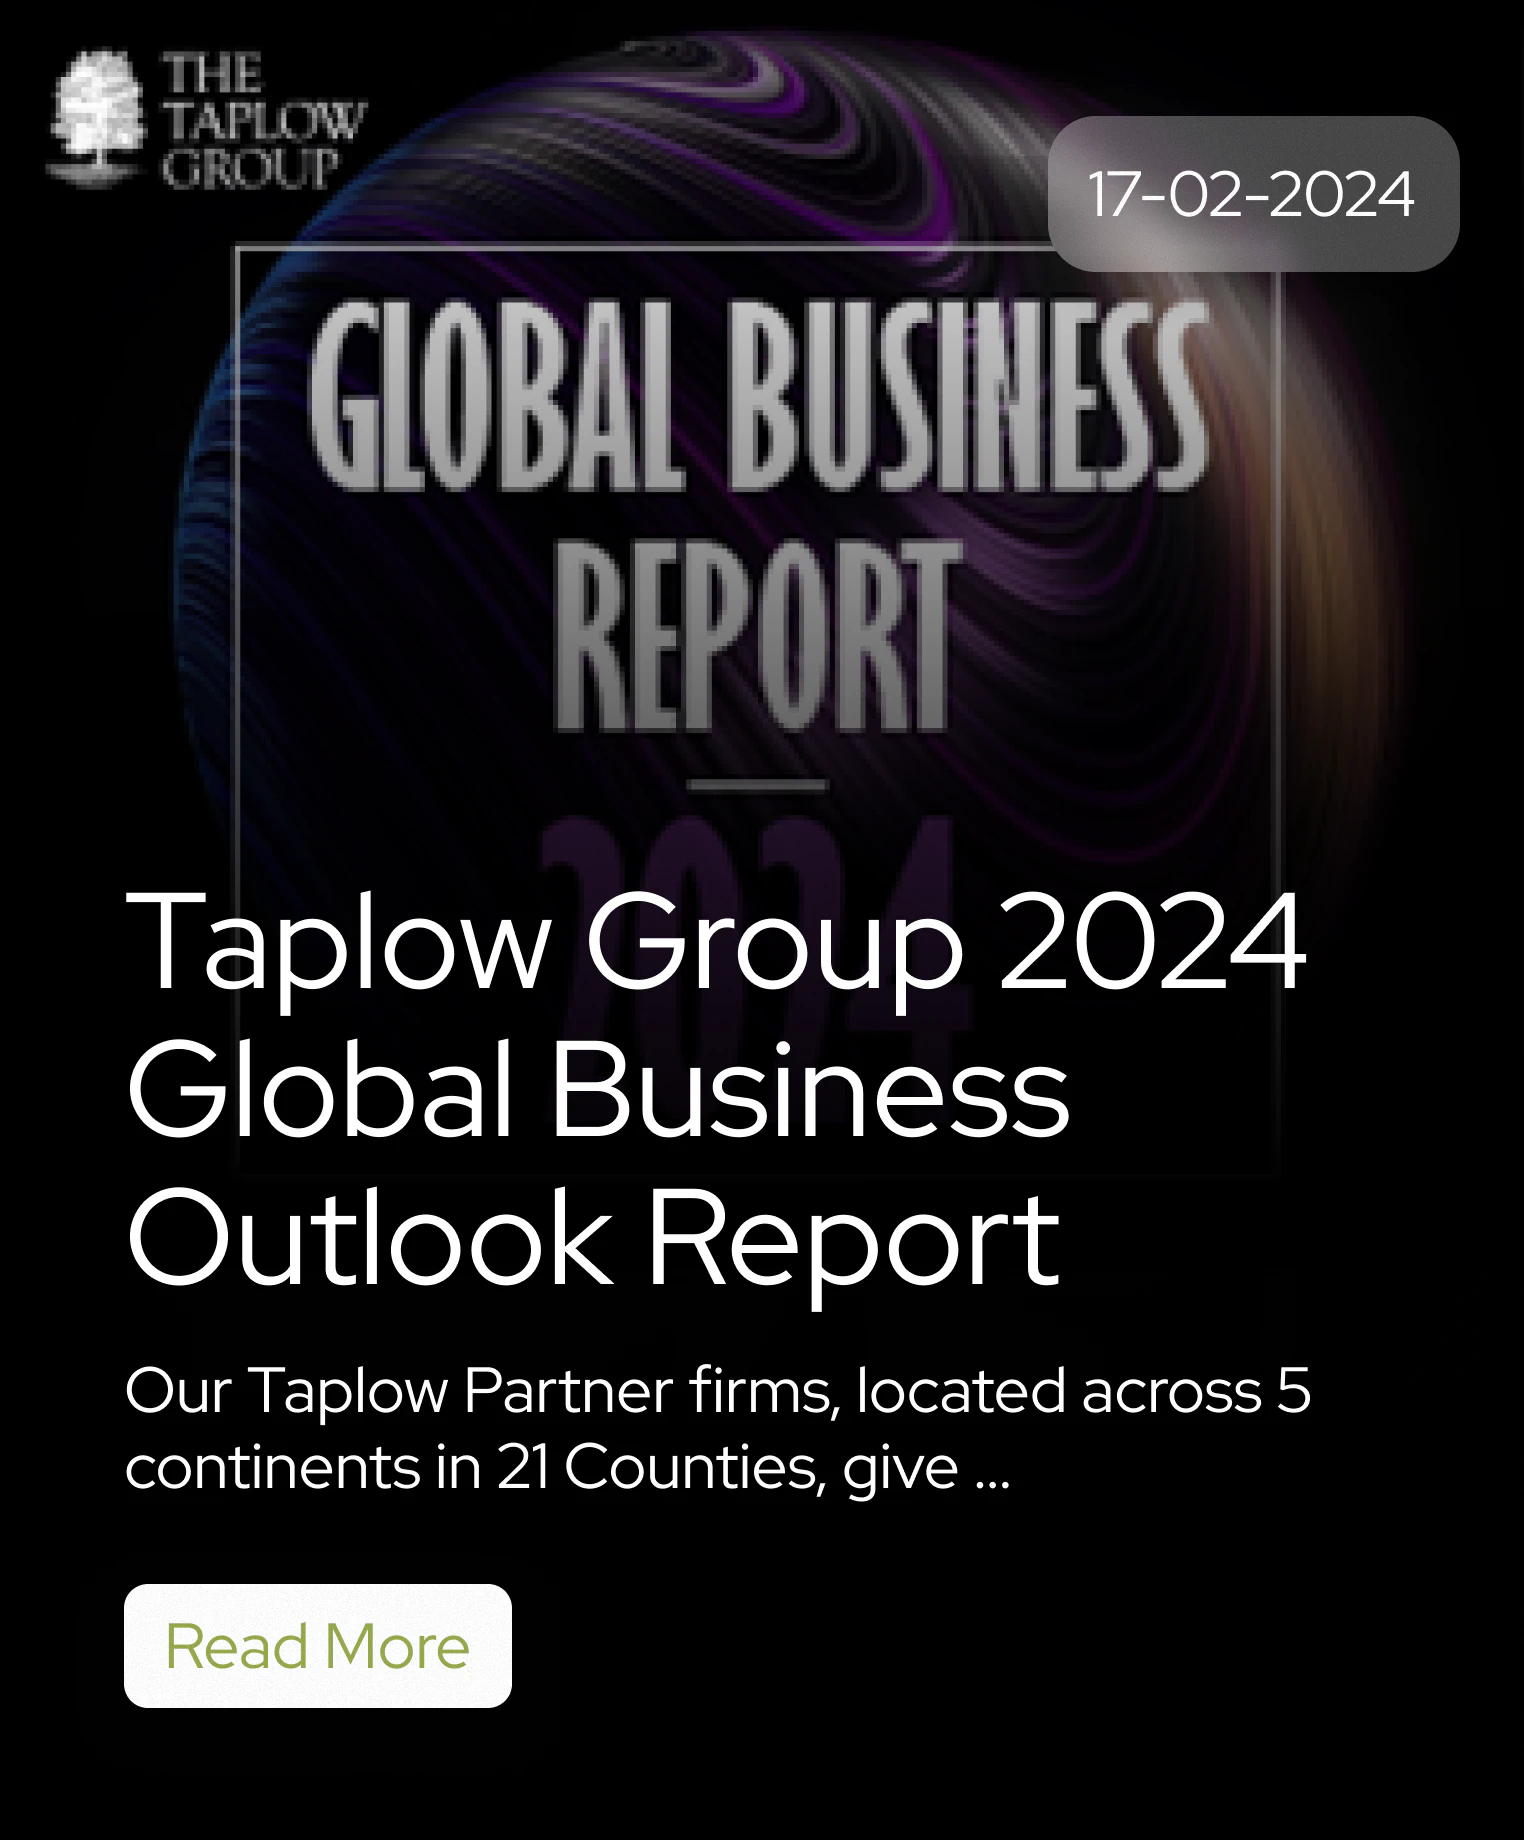 THE
TAPLOW
GROUP
17-02-2024
GLOBAL BUSINESS
REPORT
2024
Taplow Group 2024
Global Business
Outlook Report
Our Taplow Partner firms, located across 5
continents in 21 Counties, give ...
Read More